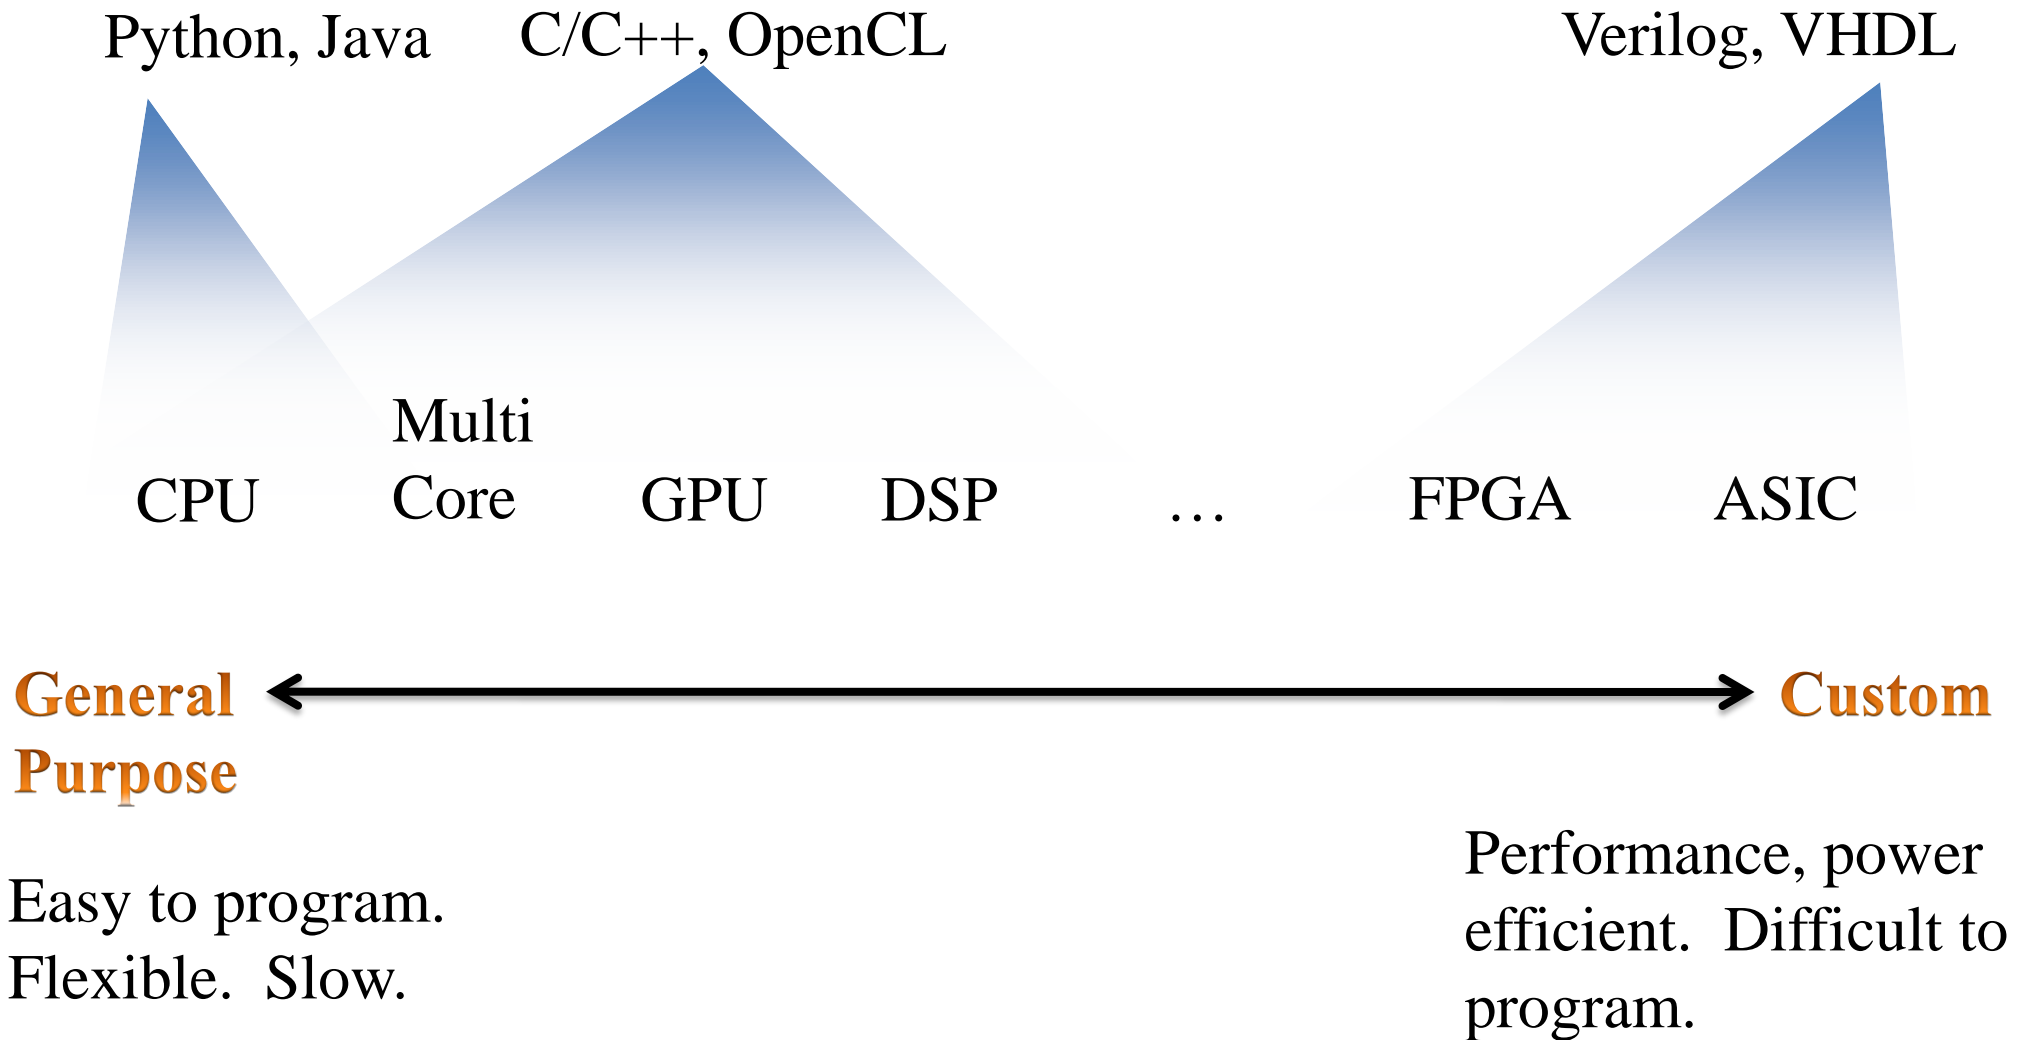 Python, Java
C/C++, OpenCL
Verilog, VHDL
CPU
Multi
Core
GPU
DSP
…
FPGA
ASIC
General
Purpose
Custom
Easy to program.
Flexible.  Slow.
Performance, power
efficient.  Difficult to
program.